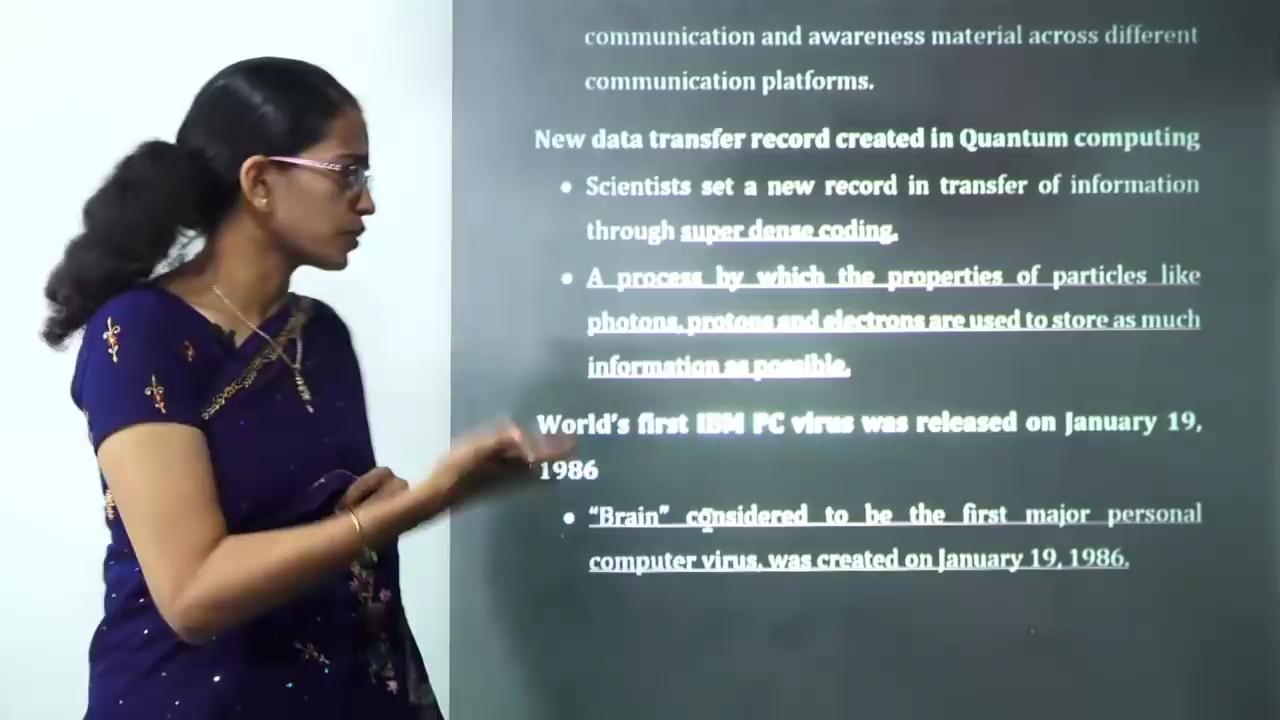 communication and awareness material across different
communication platforms.
New data transfer record created in Quantum computing
• Scientists set a new record in transfer of information
through super dense coding.
• A process by which the properties of particles like
photons, protons and electrons are used to store as much
information as possible.
World's first IBM PC virus was released on January 19,
1986
• “Brain” considered to be the first major personal
computer virus, was created on January 19, 1986.